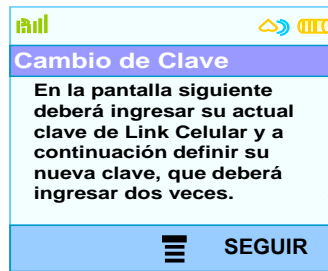 Cambio de Clave
En la pantalla siguiente
deberá ingresar su actual
clave de Link Celular y a
continuación definir su
nueva clave, que deberá
ingresar dos veces.
SEGUIR